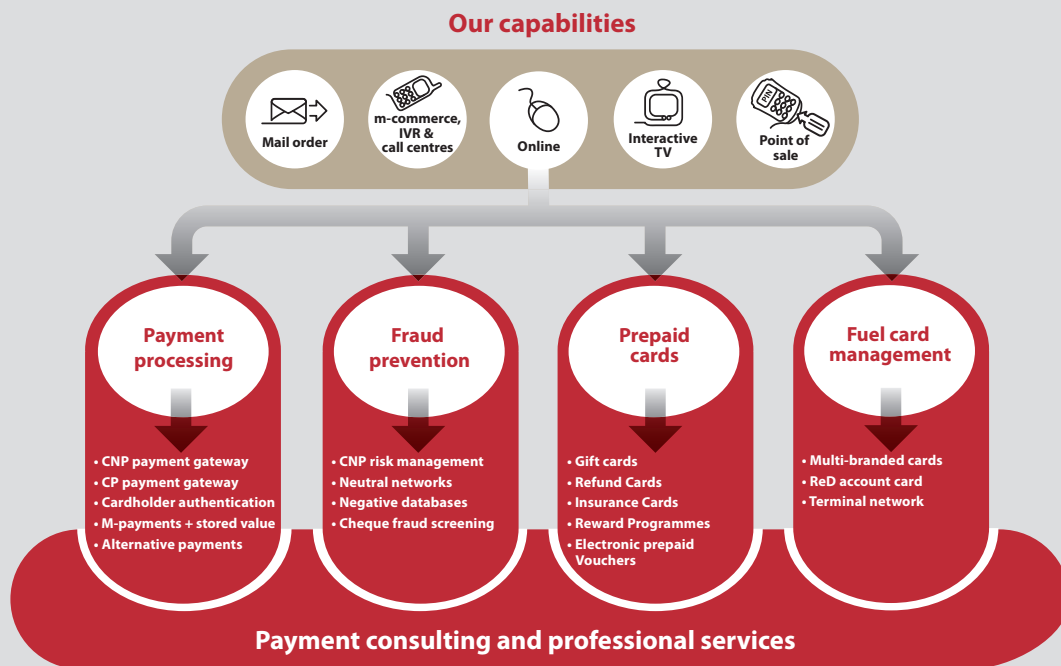 Our capabilities
Mail order
m-commerce,
IVR &
call centres
Online
Interactive
TV
PIN
Point of
sale
Payment
processing
• CNP payment gateway
• CP payment gateway
• Cardholder authentication
• M-payments + stored value
• Alternative payments
Fraud
prevention
• CNP risk management
• Neutral networks
• Negative databases
• Cheque fraud screening
Prepaid
cards
• Gift cards
• Refund Cards
• Insurance Cards
• Reward Programmes
• Electronic prepaid
Vouchers
Fuel card
management
• Multi-branded cards
• ReD account card
• Terminal network
Payment consulting and professional services